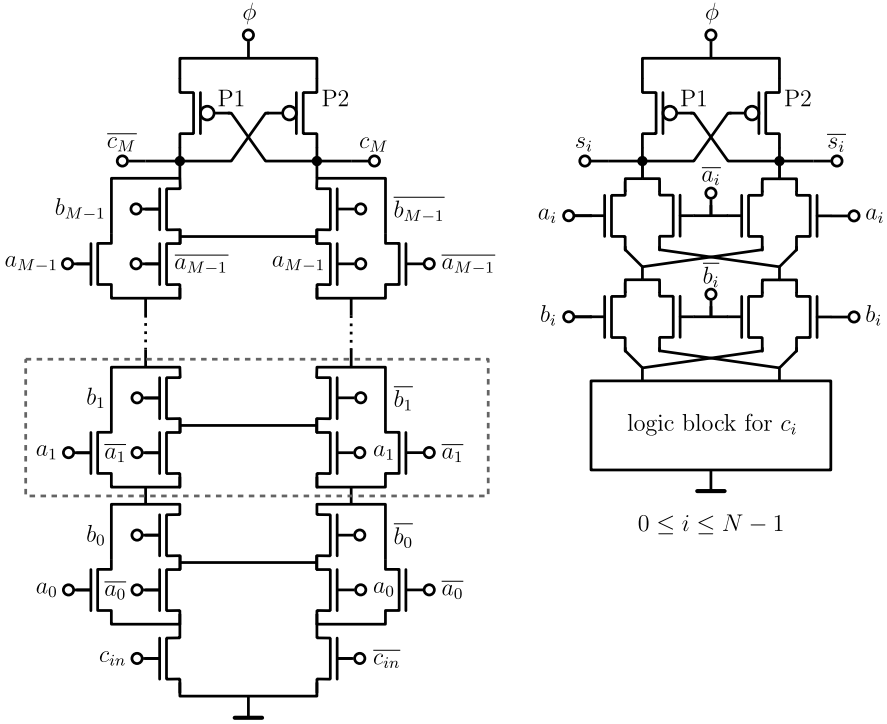 ϕ
P1 P2
\overline{c_M} c_M
b_{M−1} \overline{b_{M−1}}
a_{M−1} \overline{a_{M−1}} a_{M−1} \overline{a_{M−1}}
b_1 \overline{b_1}
a_1 \overline{a_1} a_1 \overline{a_1}
b_0 \overline{b_0}
a_0 \overline{a_0} a_0 \overline{a_0}
c_{in} \overline{c_{in}}
ϕ
P1 P2
s_i \overline{s_i}
\overline{a_i}
a_i a_i
\overline{b_i}
b_i b_i
logic block for c_i
0 ≤ i ≤ N − 1